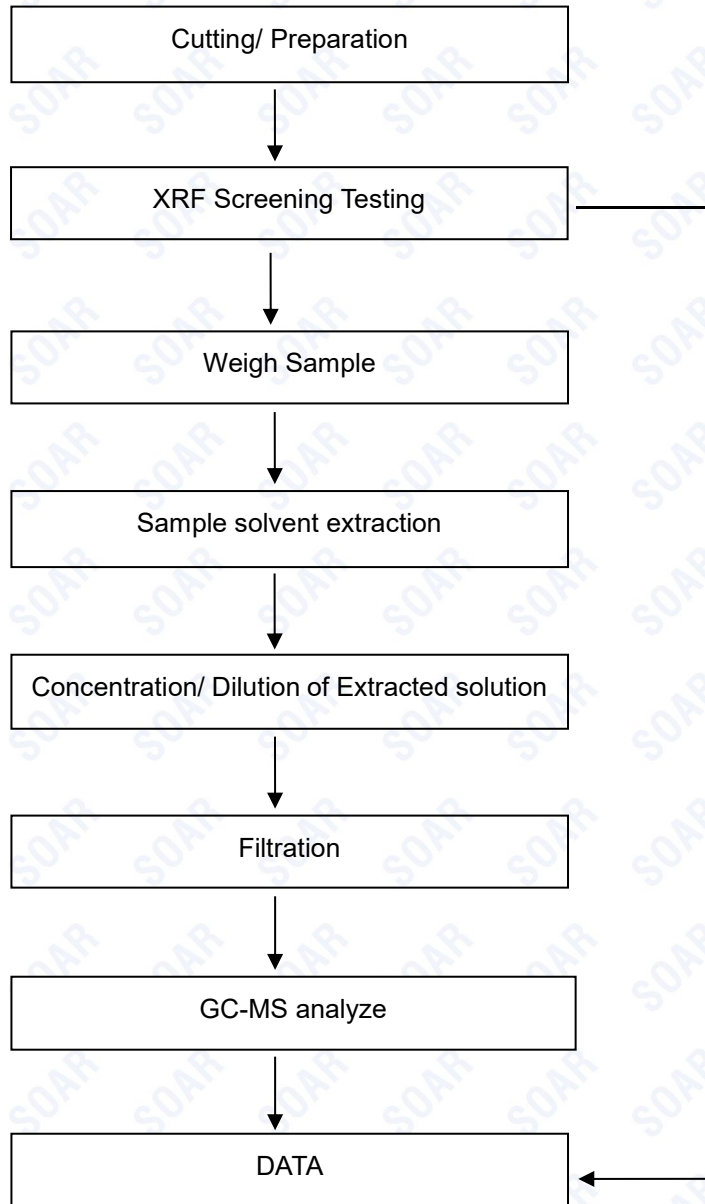 Cutting/ Preparation
XRF Screening Testing
Weigh Sample
Sample solvent extraction
Concentration/ Dilution of Extracted solution
Filtration
GC-MS analyze
DATA
SOAR